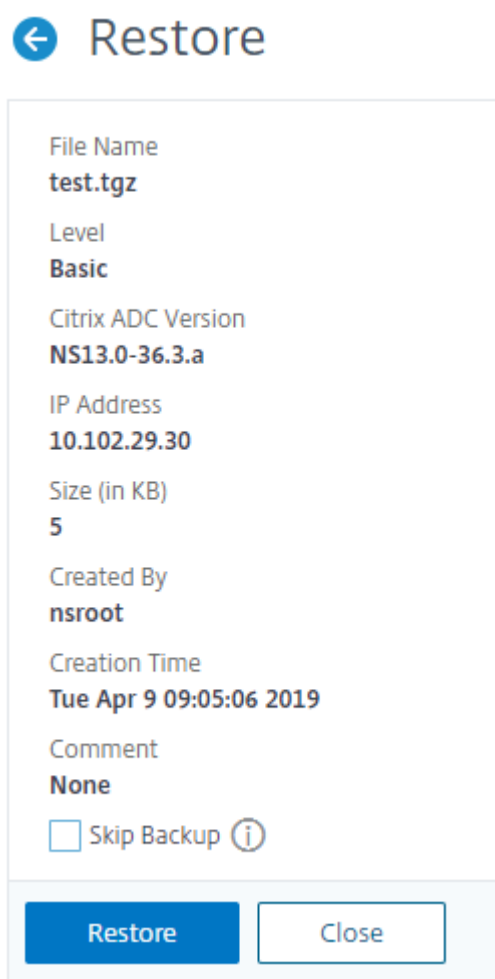 Restore
File Name
test.tgz
Level
Basic
Citrix ADC Version
NS13.0-36.3.a
IP Address
10.102.29.30
Size (in KB)
5
Created By
nsroot
Creation Time
Tue Apr 9 09:05:06 2019
Comment
None
Skip Backup
Restore Close